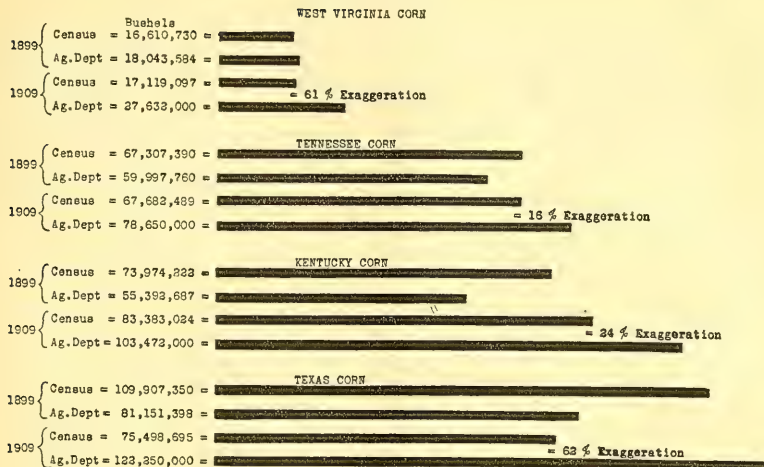 WEST VIRGINIA CORN
Bushels
1899 { Census = 16,610,730 =
Ag.Dept = 18,043,584 =
1909 { Census = 17,119,097 =
= 61 % Exaggeration
Ag.Dept = 27,632,000 =
TENNESSEE CORN
1899 { Census = 67,307,390 =
Ag.Dept = 59,997,760 =
1909 { Census = 67,682,489 =
= 16 % Exaggeration
Ag.Dept = 78,650,000 =
KENTUCKY CORN
1899 { Census = 73,974,222 =
Ag.Dept = 55,392,687 =
1909 { Census = 83,383,024 =
= 24 % Exaggeration
Ag.Dept = 103,472,000 =
TEXAS CORN
1899 { Census = 109,907,350 =
Ag.Dept = 81,151,398 =
1909 { Census = 75,498,695 =
= 62 % Exaggeration
Ag.Dept = 122,250,000 =